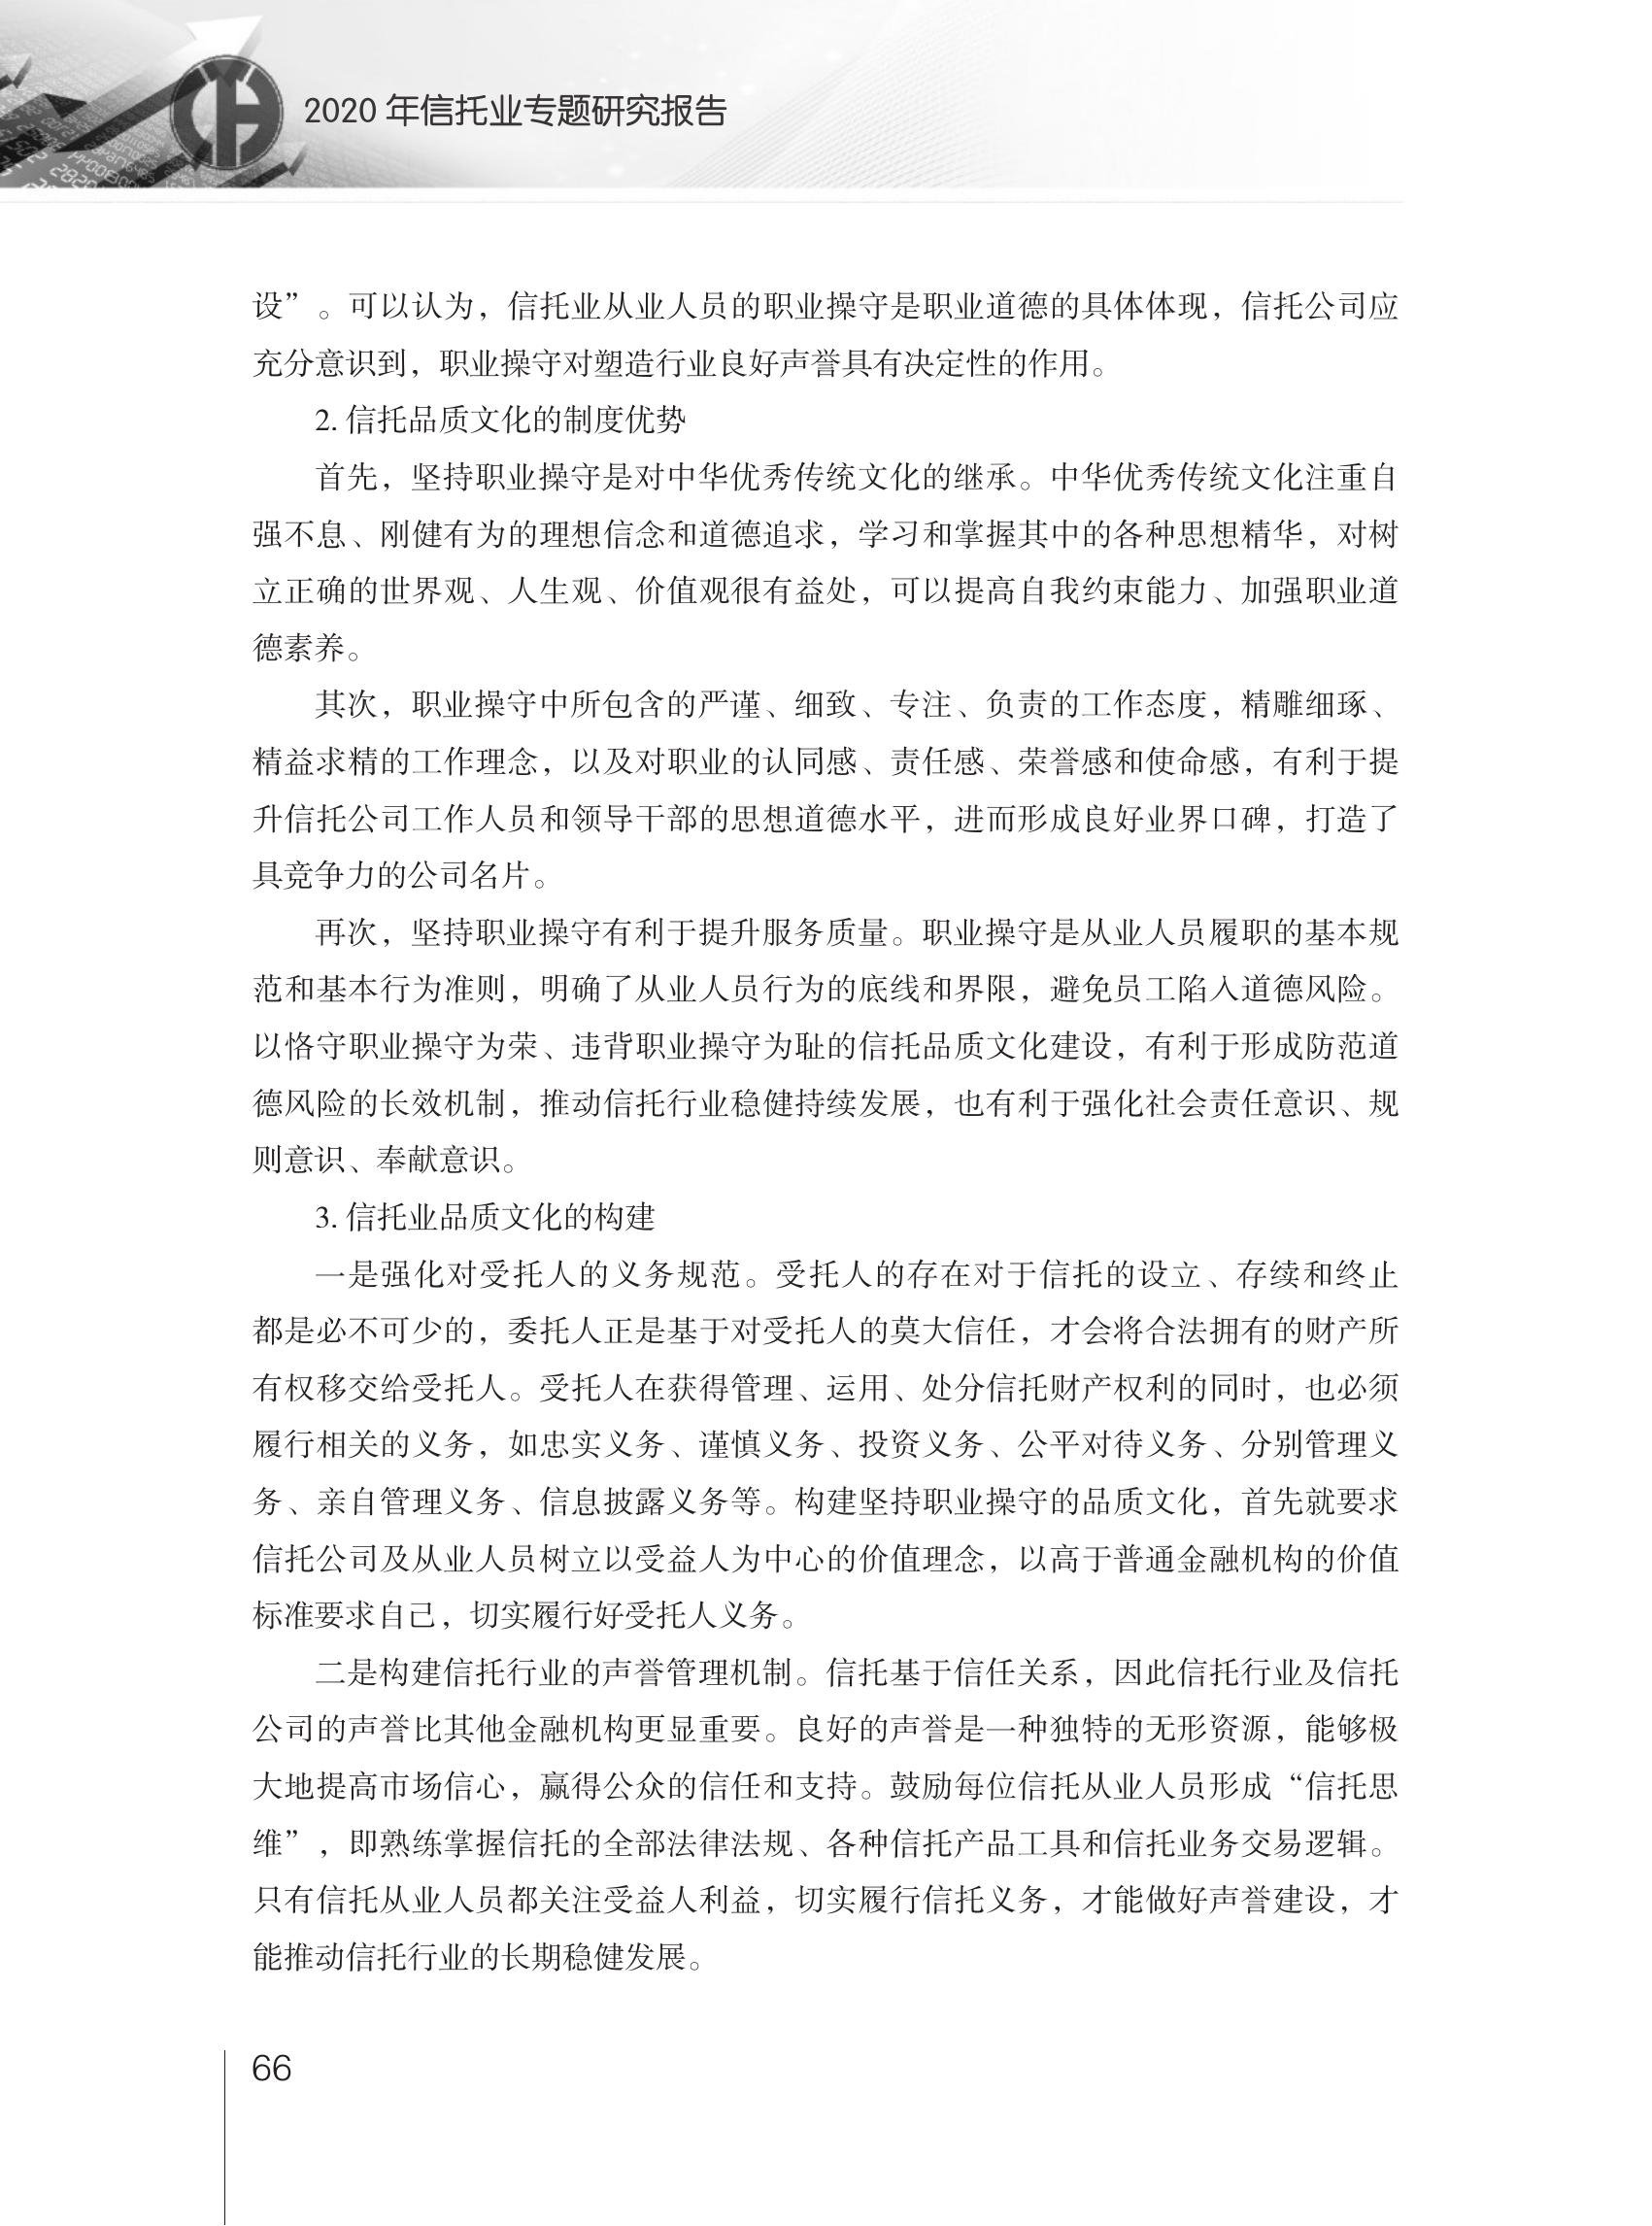 2020 年信托业专题研究报告
设”。可以认为，信托业从业人员的职业操守是职业道德的具体体现，信托公司应
充分意识到，职业操守对塑造行业良好声誉具有决定性的作用。
2. 信托品质文化的制度优势
首先，坚持职业操守是对中华优秀传统文化的继承。中华优秀传统文化注重自
强不息、刚健有为的理想信念和道德追求，学习和掌握其中的各种思想精华，对树
立正确的世界观、人生观、价值观很有益处，可以提高自我约束能力、加强职业道
德素养。
其次，职业操守中所包含的严谨、细致、专注、负责的工作态度，精雕细琢、
精益求精的工作理念，以及对职业的认同感、责任感、荣誉感和使命感，有利于提
升信托公司工作人员和领导干部的思想道德水平，进而形成良好业界口碑，打造了
具竞争力的公司名片。
再次，坚持职业操守有利于提升服务质量。职业操守是从业人员履职的基本规
范和基本行为准则，明确了从业人员行为的底线和界限，避免员工陷入道德风险。
以恪守职业操守为荣、违背职业操守为耻的信托品质文化建设，有利于形成防范道
德风险的长效机制，推动信托行业稳健持续发展，也有利于强化社会责任意识、规
则意识、奉献意识。
3. 信托业品质文化的构建
一是强化对受托人的义务规范。受托人的存在对于信托的设立、存续和终止
都是必不可少的，委托人正是基于对受托人的莫大信任，才会将合法拥有的财产所
有权移交给受托人。受托人在获得管理、运用、处分信托财产权利的同时，也必须
履行相关的义务，如忠实义务、谨慎义务、投资义务、公平对待义务、分别管理义
务、亲自管理义务、信息披露义务等。构建坚持职业操守的品质文化，首先就要求
信托公司及从业人员树立以受益人为中心的价值理念，以高于普通金融机构的价值
标准要求自己，切实履行好受托人义务。
二是构建信托行业的声誉管理机制。信托基于信任关系，因此信托行业及信托
公司的声誉比其他金融机构更显重要。良好的声誉是一种独特的无形资源，能够极
大地提高市场信心，赢得公众的信任和支持。鼓励每位信托从业人员形成“信托思
维”，即熟练掌握信托的全部法律法规、各种信托产品工具和信托业务交易逻辑。
只有信托从业人员都关注受益人利益，切实履行信托义务，才能做好声誉建设，才
能推动信托行业的长期稳健发展。
66